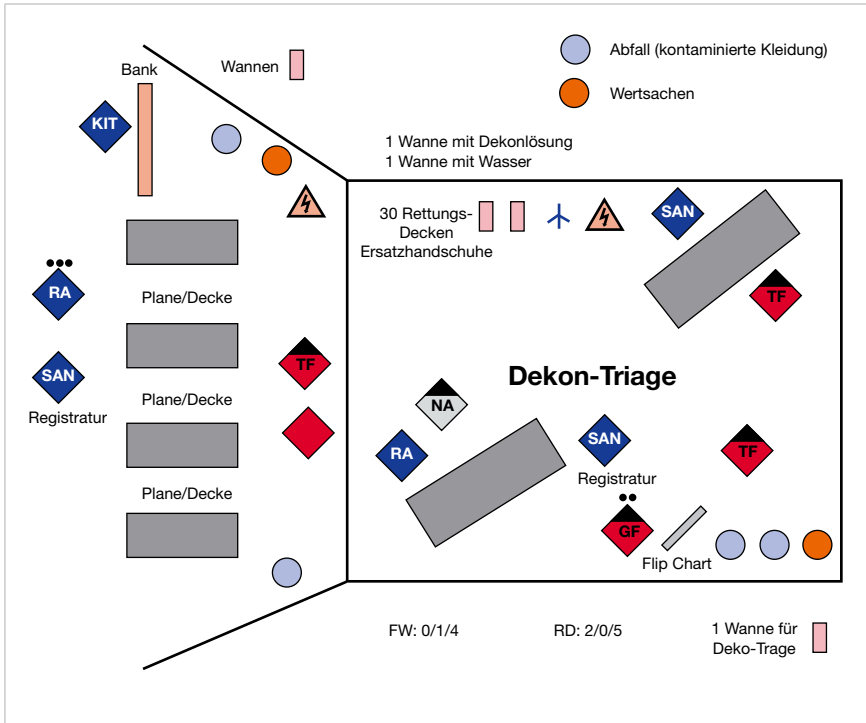 Wannen
Abfall (kontaminierte Kleidung)
Bank
Wertsachen
KIT
1 Wanne mit Dekonlösung
1 Wanne mit Wasser
30 Rettungs-
Decken
Ersatzhandschuhe
SAN
RA
Plane/Decke
TF
TF
SAN
Registratur
Plane/Decke
Dekon-Triage
NA
RA
SAN
Registratur
TF
Plane/Decke
GF
Flip Chart
FW: 0/1/4
RD: 2/0/5
1 Wanne für
Deko-Trage